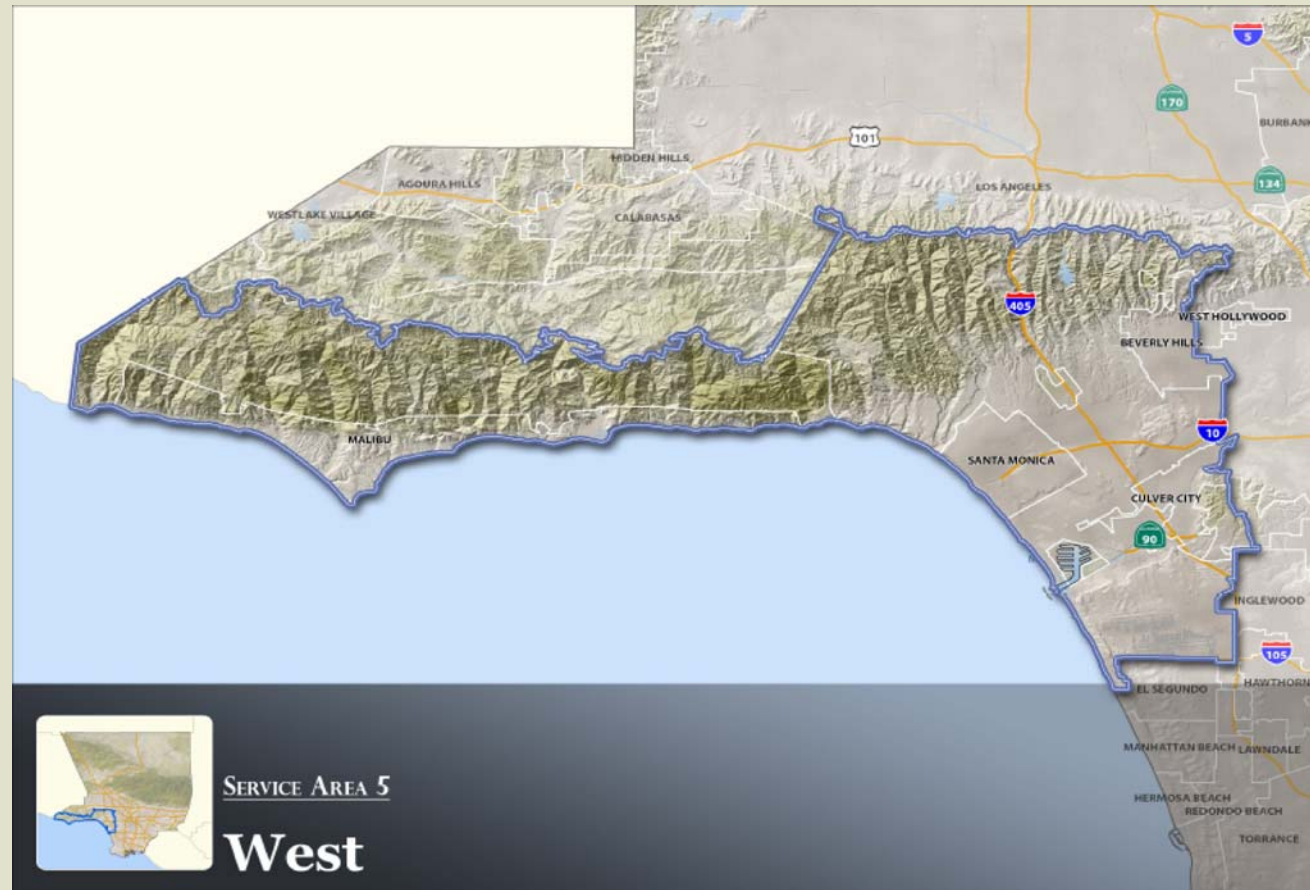 5
170
BURBANK
101
HIDDEN HILLS
134
AGOURA HILLS
LOS ANGELES
WESTLAKE VILLAGE
CALABASAS
405
WEST HOLLYWOOD
BEVERLY HILLS
10
MALIBU
SANTA MONICA
CULVER CITY
90
INGLEWOOD
105
EL SEGUNDO
HAWTHORN
MANHATTAN BEACH
LAWNDALE
HERMOSA BEACH
REDONDO BEACH
TORRANCE
SERVICE AREA 5
West